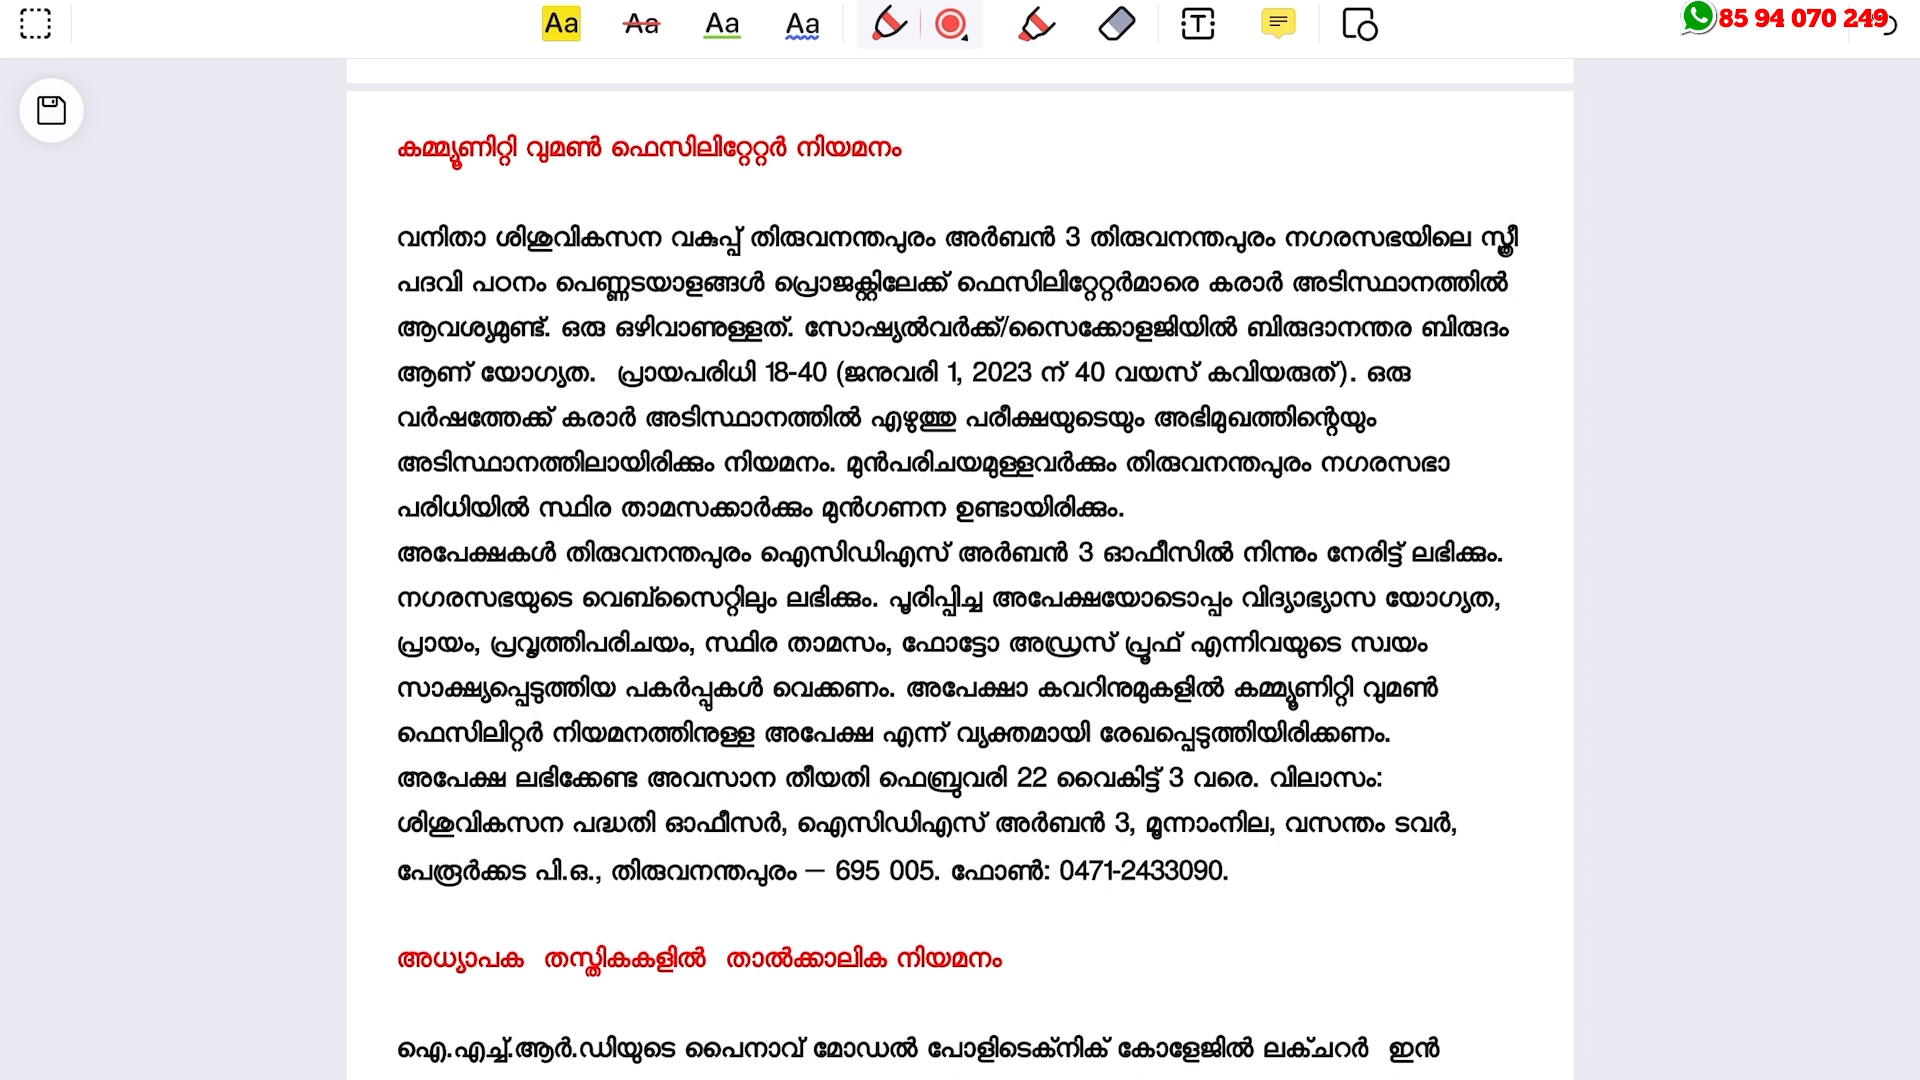 Aa Aa Aa Aa T
85 94 070 249
കമ്മ്യൂണിറ്റി വുമൺ ഫെസിലിറ്റേറ്റർ നിയമനം
വനിതാ ശിശുവികസന വകുപ്പ് തിരുവനന്തപുരം അർബൻ 3 തിരുവനന്തപുരം നഗരസഭയിലെ സ്ത്രീ
പദവി പഠനം പെണ്ണടയാളങ്ങൾ പ്രൊജക്റ്റിലേക്ക് ഫെസിലിറ്റേറ്റർമാരെ കരാർ അടിസ്ഥാനത്തിൽ
ആവശ്യമുണ്ട്. ഒരു ഒഴിവാണുള്ളത്. സോഷ്യൽവർക്ക്/സൈക്കോളജിയിൽ ബിരുദാനന്തര ബിരുദം
ആണ് യോഗ്യത. പ്രായപരിധി 18-40 (ജനുവരി 1, 2023 ന് 40 വയസ് കവിയരുത്). ഒരു
വർഷത്തേക്ക് കരാർ അടിസ്ഥാനത്തിൽ എഴുത്തു പരീക്ഷയുടെയും അഭിമുഖത്തിന്റെയും
അടിസ്ഥാനത്തിലായിരിക്കും നിയമനം. മുൻപരിചയമുള്ളവർക്കും തിരുവനന്തപുരം നഗരസഭാ
പരിധിയിൽ സ്ഥിര താമസക്കാർക്കും മുൻഗണന ഉണ്ടായിരിക്കും.
അപേക്ഷകൾ തിരുവനന്തപുരം ഐസിഡിഎസ് അർബൻ 3 ഓഫീസിൽ നിന്നും നേരിട്ട് ലഭിക്കും.
നഗരസഭയുടെ വെബ്സൈറ്റിലും ലഭിക്കും. പൂരിപ്പിച്ച അപേക്ഷയോടൊപ്പം വിദ്യാഭ്യാസ യോഗ്യത,
പ്രായം, പ്രവൃത്തിപരിചയം, സ്ഥിര താമസം, ഫോട്ടോ അഡ്രസ് പ്രൂഫ് എന്നിവയുടെ സ്വയം
സാക്ഷ്യപ്പെടുത്തിയ പകർപ്പുകൾ വെക്കണം. അപേക്ഷാ കവറിനുമുകളിൽ കമ്മ്യൂണിറ്റി വുമൺ
ഫെസിലിറ്റർ നിയമനത്തിനുള്ള അപേക്ഷ എന്ന് വ്യക്തമായി രേഖപ്പെടുത്തിയിരിക്കണം.
അപേക്ഷ ലഭിക്കേണ്ട അവസാന തീയതി ഫെബ്രുവരി 22 വൈകിട്ട് 3 വരെ. വിലാസം:
ശിശുവികസന പദ്ധതി ഓഫീസർ, ഐസിഡിഎസ് അർബൻ 3, മൂന്നാംനില, വസന്തം ടവർ,
പേരൂർക്കട പി.ഒ., തിരുവനന്തപുരം – 695 005. ഫോൺ: 0471-2433090.
അധ്യാപക തസ്തികകളിൽ താൽക്കാലിക നിയമനം
ഐ.എച്ച്.ആർ.ഡിയുടെ പൈനാവ് മോഡൽ പോളിടെക്നിക് കോളേജിൽ ലക്ചറർ ഇൻ